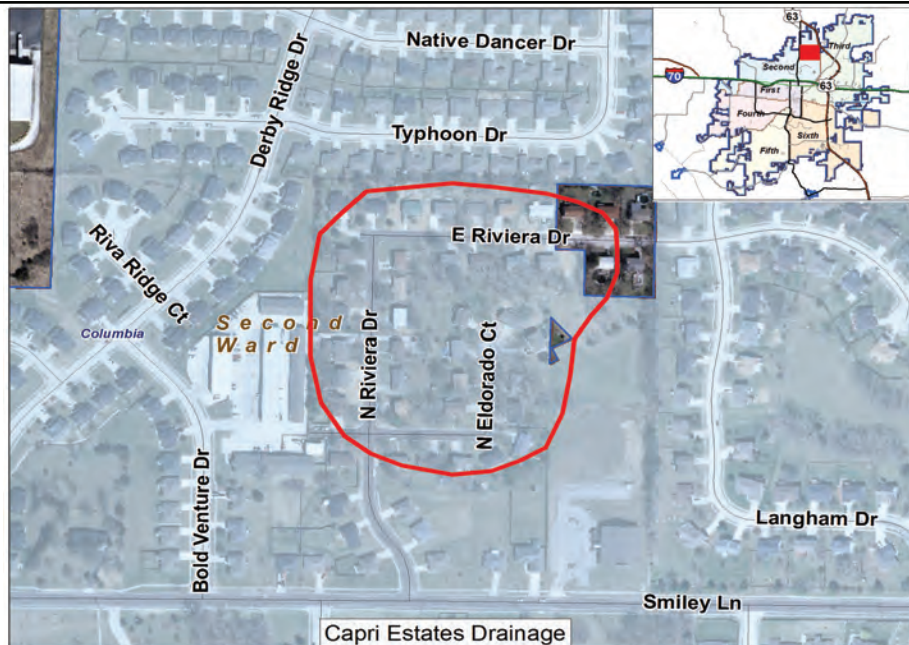 Native Dancer Dr
Derby Ridge Dr
Typhoon Dr
Riva Ridge Ct
E Riviera Dr
Columbia
Second
Ward
N Riviera Dr
N Eldorado Ct
Bold Venture Dr
Langham Dr
Smiley Ln
Capri Estates Drainage
63
Third
Second
70
63
First
Fourth
Sixth
Fifth